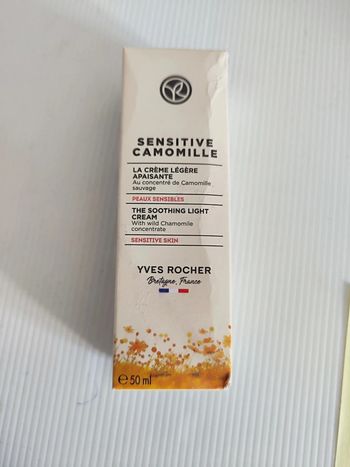 SENSITIVE
CAMOMILLE
LA CRÈME LÉGÈRE
APAISANTE
Au concentré de Camomille
sauvage
PEAUX SENSIBLES
THE SOOTHING LIGHT
CREAM
With wild Chamomile
concentrate
SENSITIVE SKIN
YVES ROCHER
Bretagne, France
℮ 50 ml